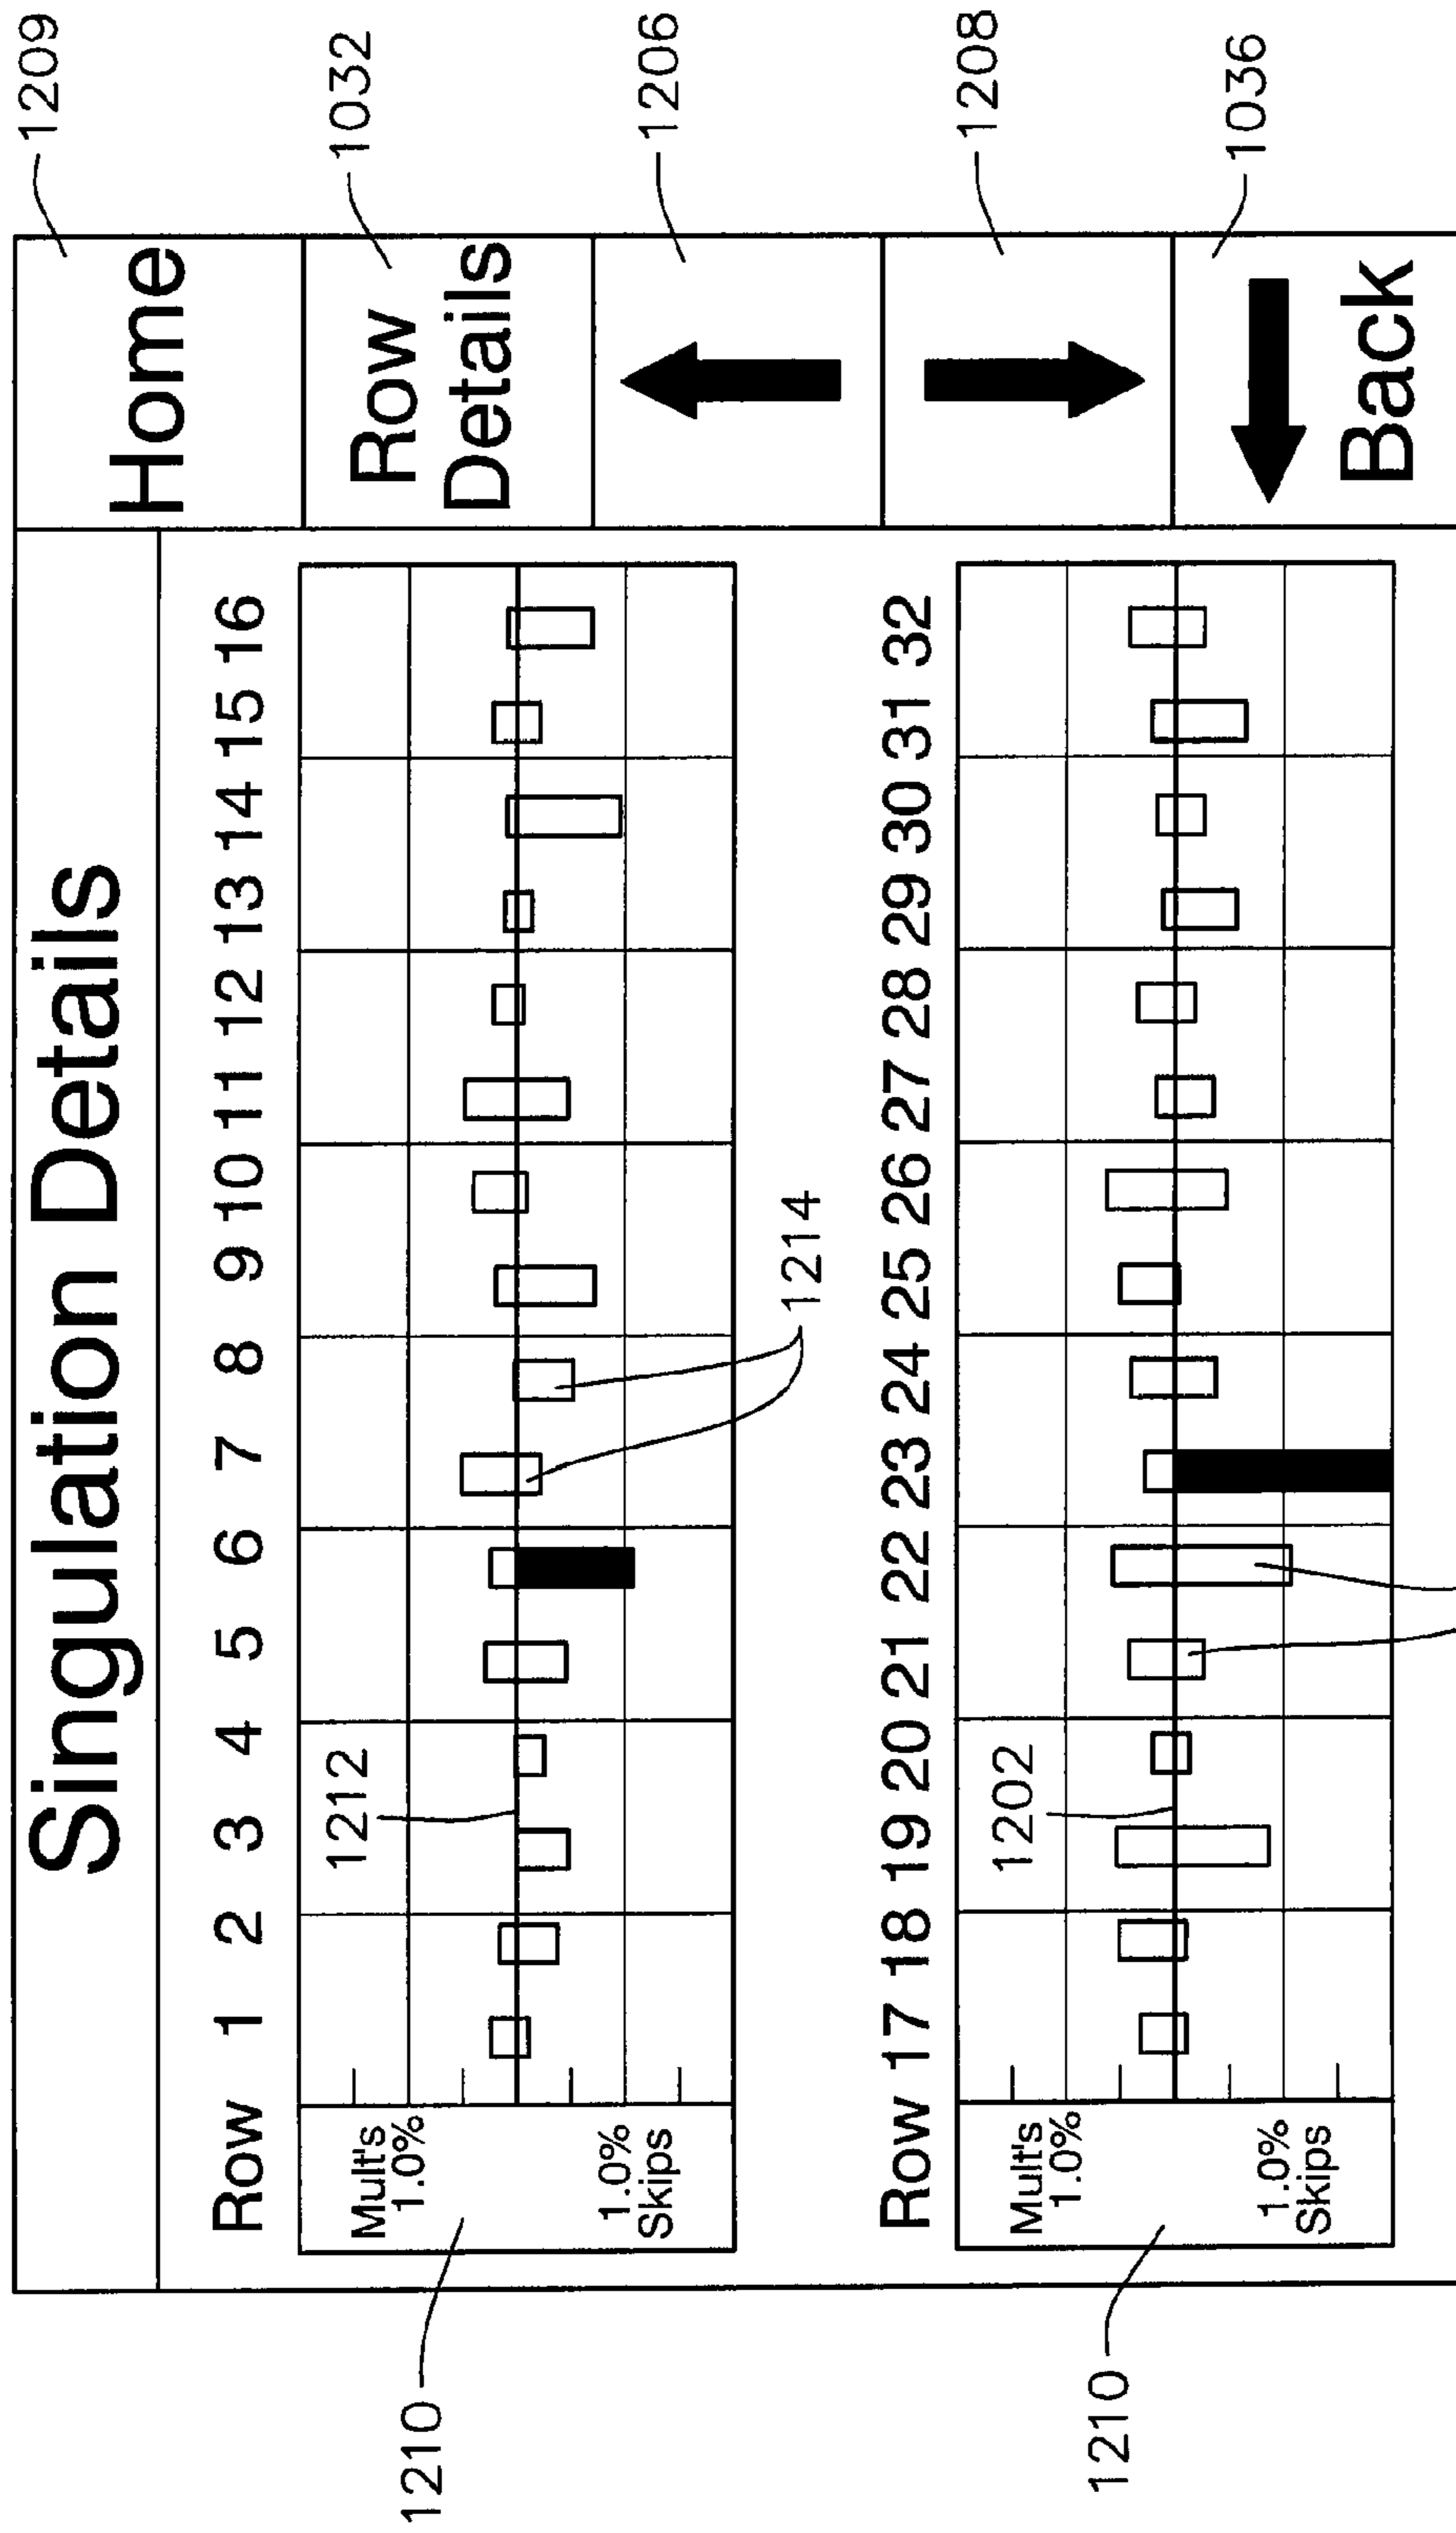 Singulation Details
Home
1209
Row Details
1032
1206
1208
Back
1036
Row 1 2 3 4 5 6 7 8 9 10 11 12 13 14 15 16
Mult's
1.0%
1.0%
Skips
1212
1210
1214
Row 17 18 19 20 21 22 23 24 25 26 27 28 29 30 31 32
Mult's
1.0%
1.0%
Skips
1202
1210